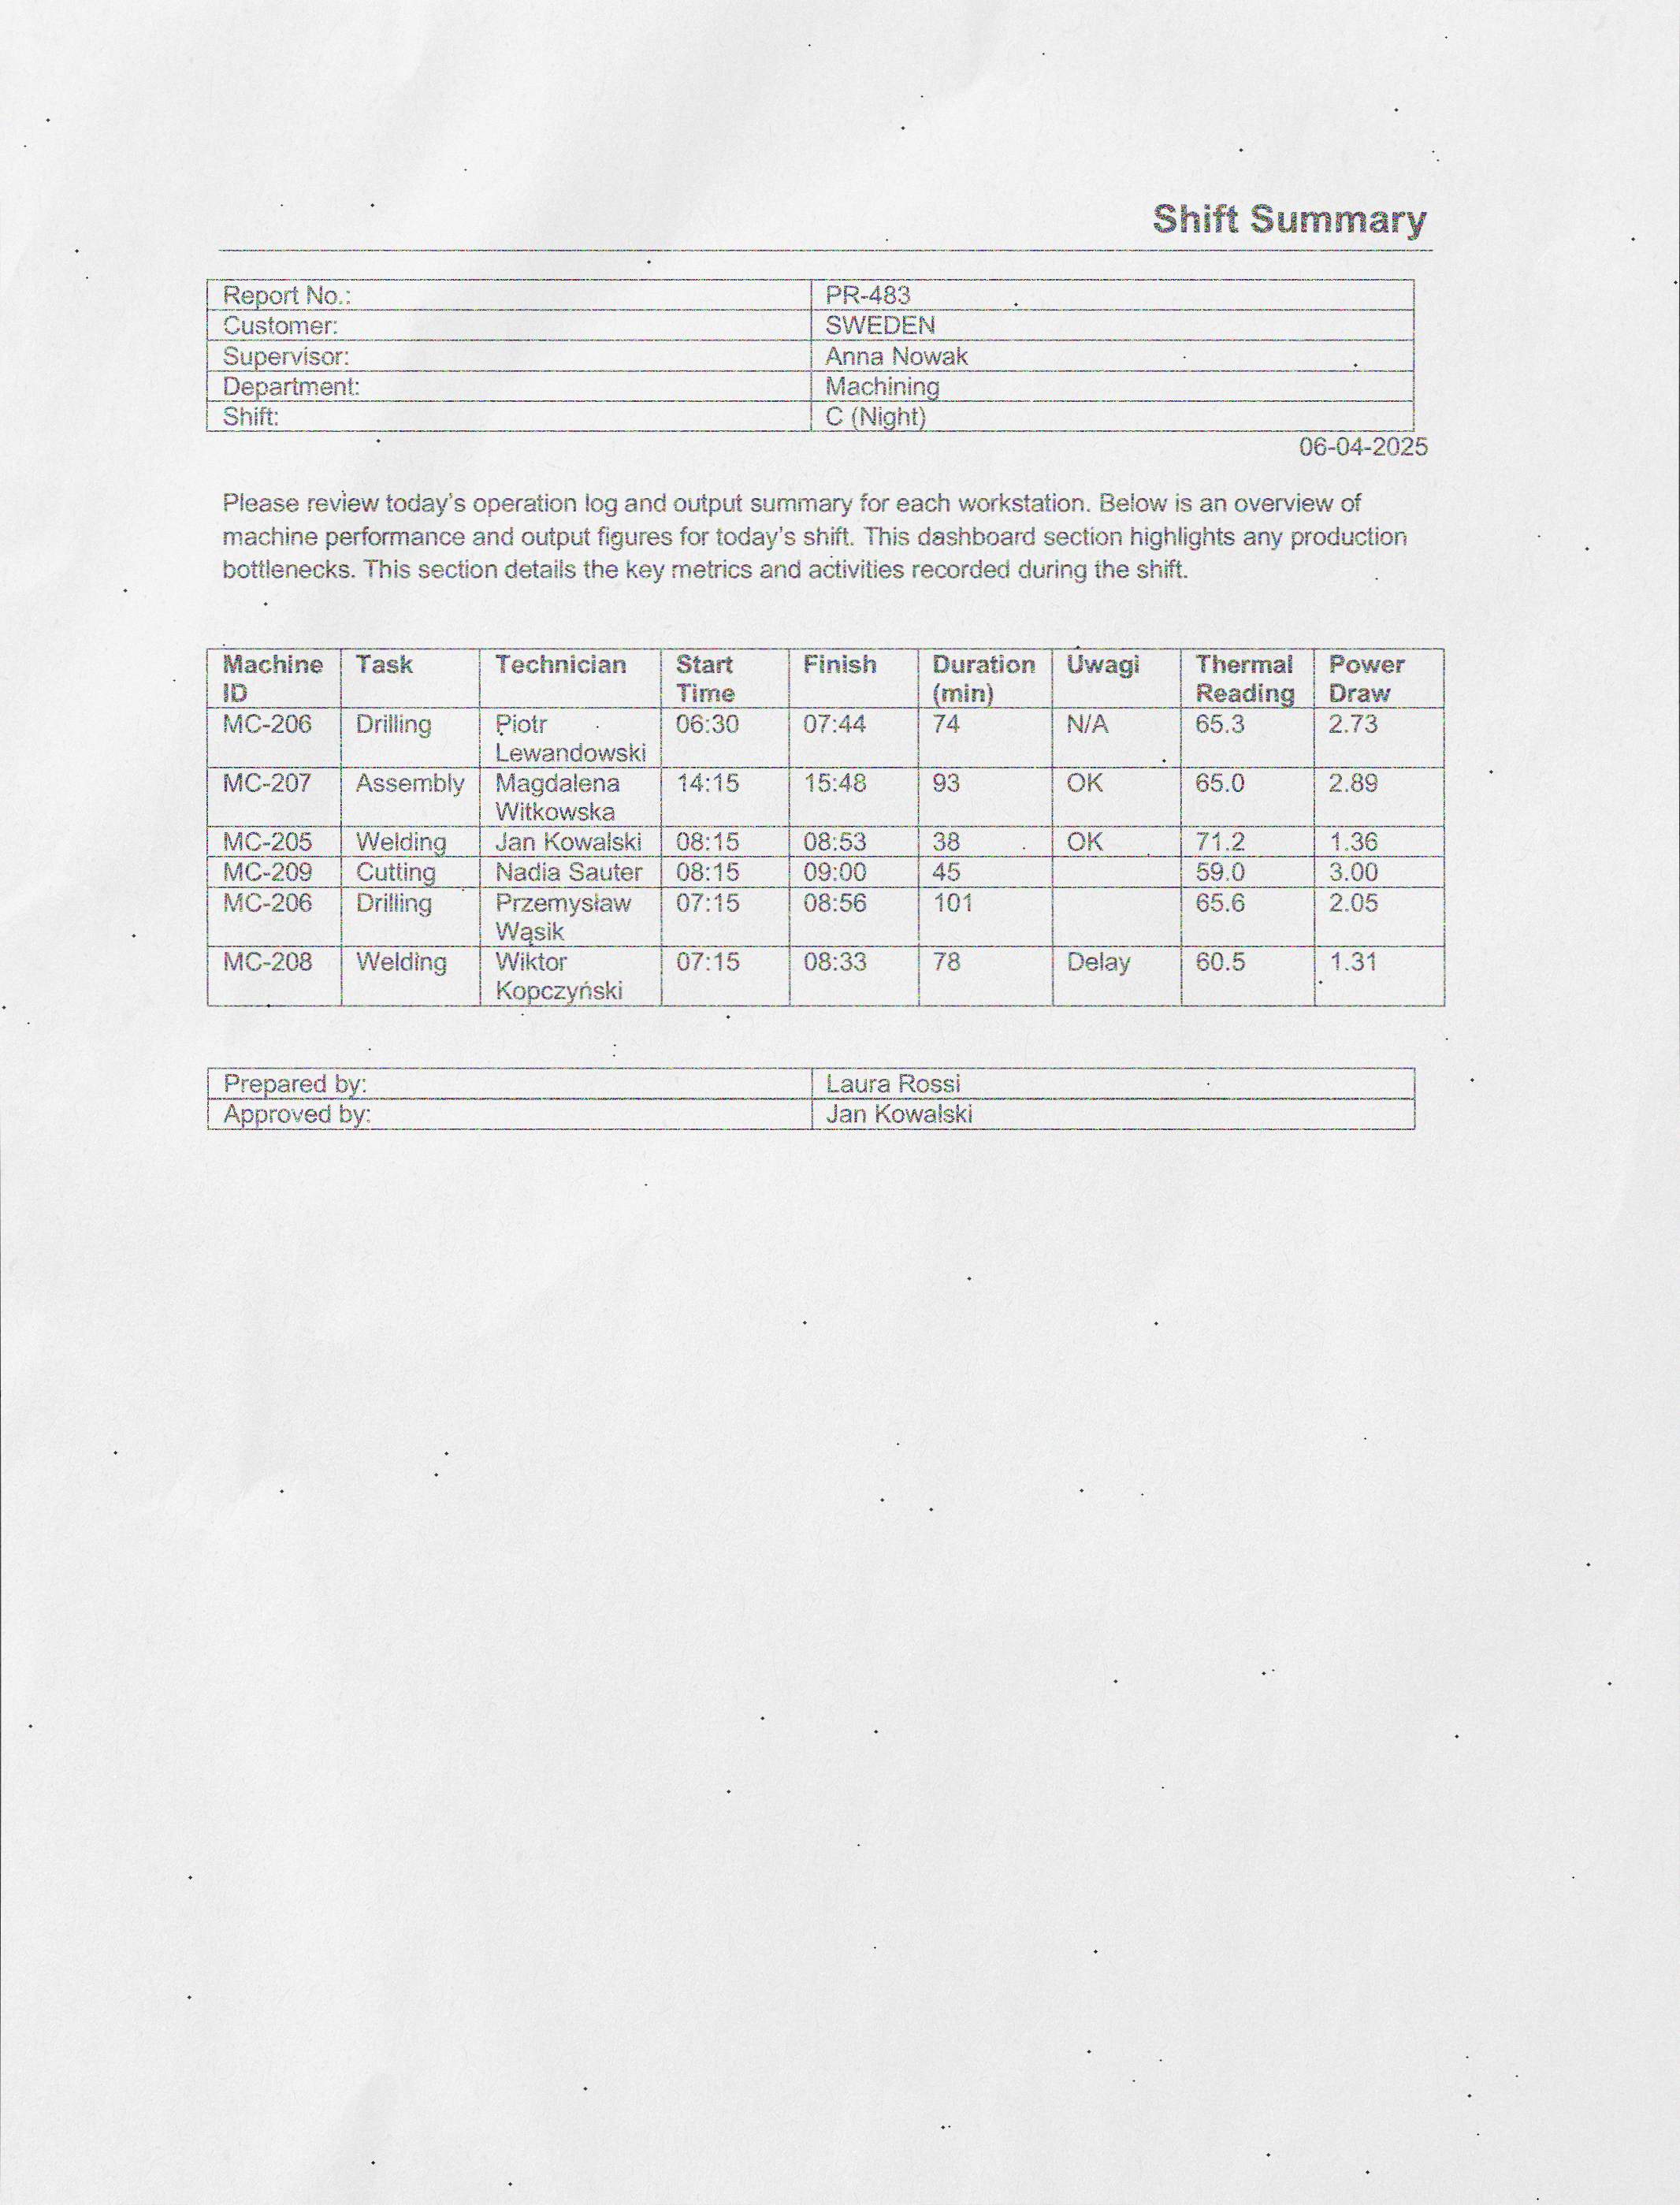 Shift Summary
Report No.: PR-483
Customer: SWEDEN
Supervisor: Anna Nowak
Department: Machining
Shift: C (Night)
06-04-2025
Please review today's operation log and output summary for each workstation. Below is an overview of
machine performance and output figures for today's shift. This dashboard section highlights any production
bottlenecks. This section details the key metrics and activities recorded during the shift.
Machine ID Task Technician Start Time Finish Duration (min) Uwagi Thermal Reading Power Draw
MC-206 Drilling Piotr Lewandowski 06:30 07:44 74 N/A 65.3 2.73
MC-207 Assembly Magdalena Witkowska 14:15 15:48 93 OK 65.0 2.89
MC-205 Welding Jan Kowalski 08:15 08:53 38 OK 71.2 1.36
MC-209 Cutting Nadia Sauter 08:15 09:00 45 59.0 3.00
MC-206 Drilling Przemysław Wąsik 07:15 08:56 101 65.6 2.05
MC-208 Welding Wiktor Kopczyński 07:15 08:33 78 Delay 60.5 1.31
Prepared by: Laura Rossi
Approved by: Jan Kowalski